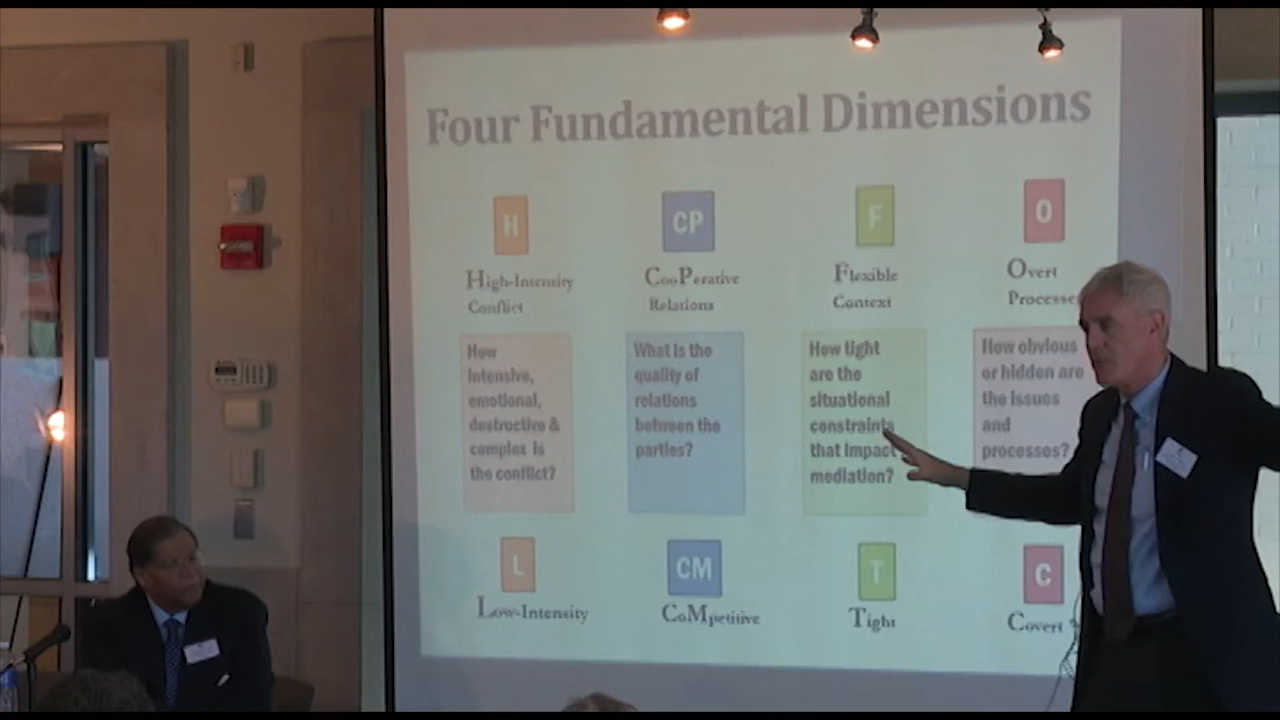 Four Fundamental Dimensions
H
High-Intensity
Conflict
How
intensive,
emotional,
destructive &
complex is
the conflict?
L
Low-Intensity
CP
CooPerative
Relations
What is the
quality of
relations
between the
parties?
CM
CoMpetitive
F
Flexible
Context
How tight
are the
situational
constraints
that impact
mediation?
T
Tight
O
Overt
Processes
How obvious
or hidden are
the issues
and
processes?
C
Covert